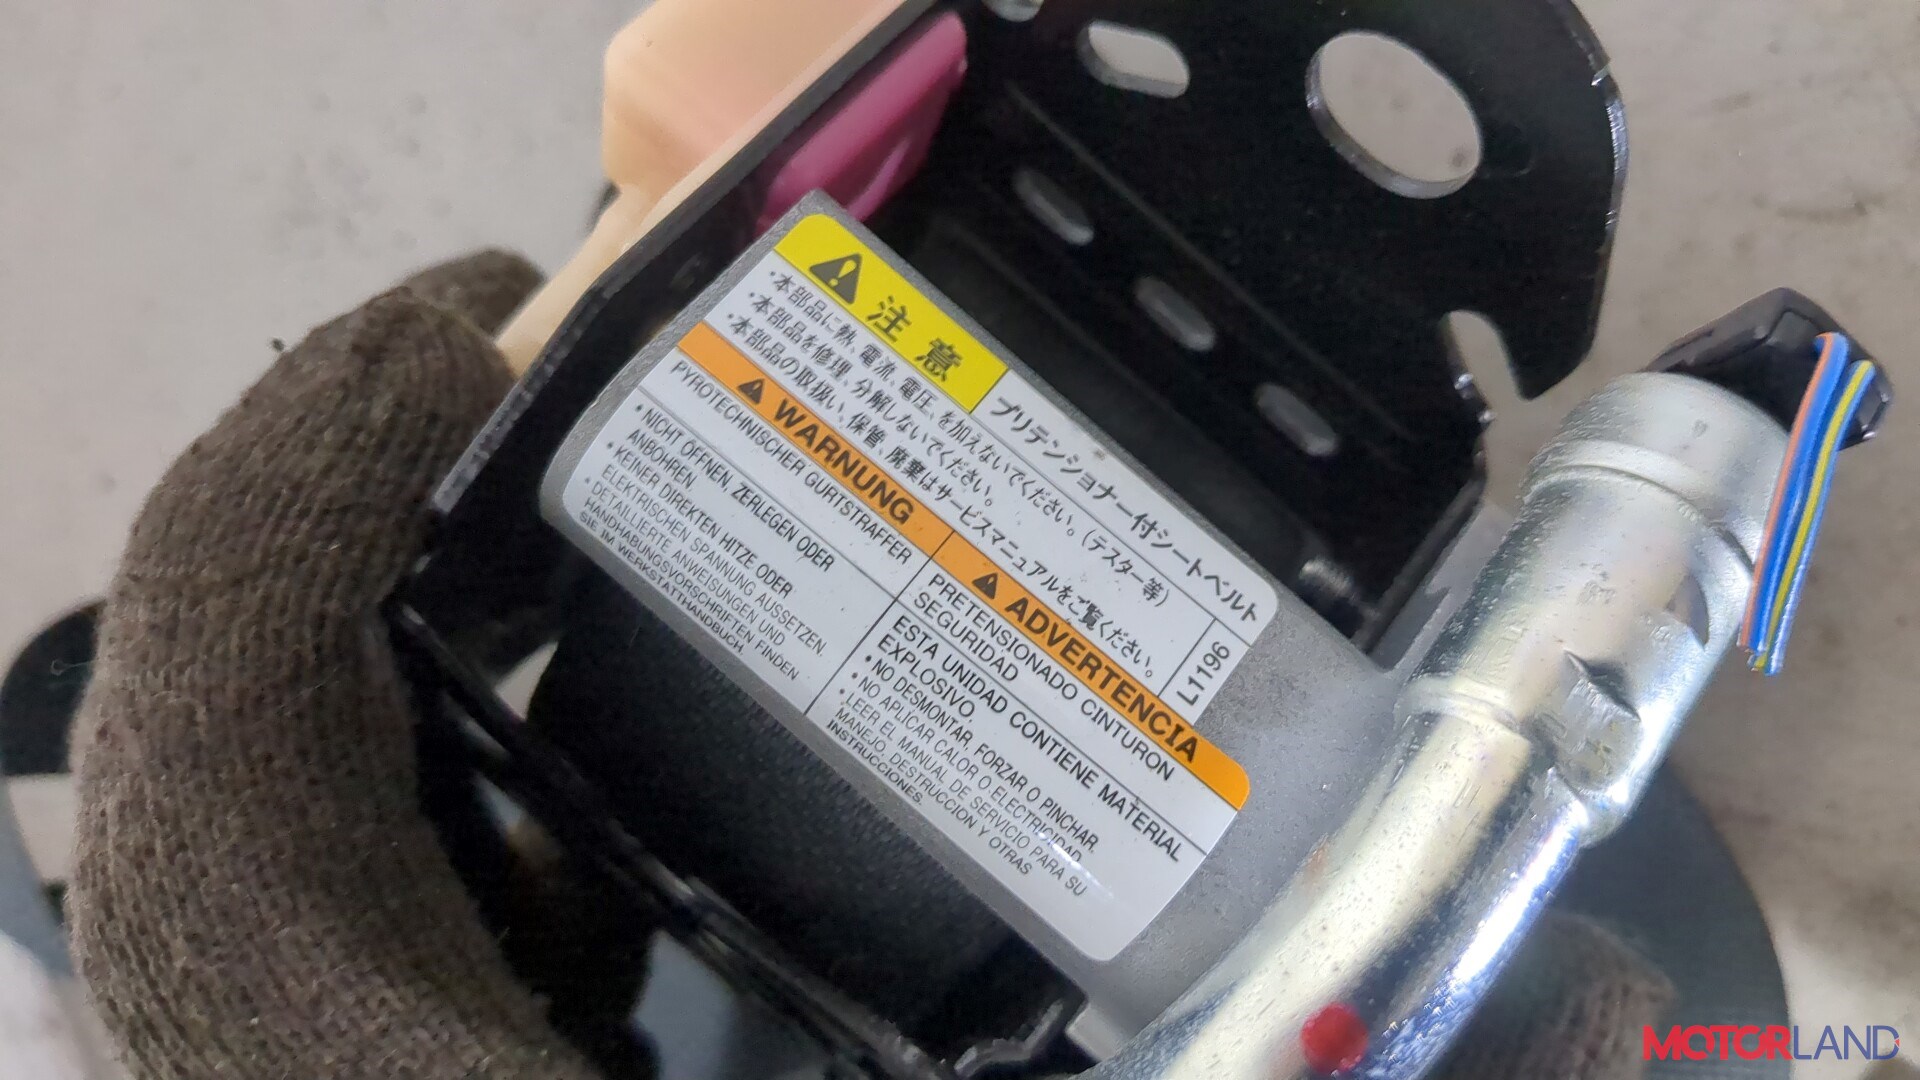 注意
プリテンショナー付シートベルト
・本部品に熱、電流、電圧、を加えないでください。(テスター等)
・本部品を修理、分解しないでください。
・本部品の取扱い、保管、廃棄はサービスマニュアルをご覧ください。
L1196
WARNUNG
PYROTECHNISCHER GURTSTRAFFER
• NICHT ÖFFNEN, ZERLEGEN ODER
ANBOHREN.
• KEINER DIREKTEN HITZE ODER
ELEKTRISCHEN SPANNUNG AUSSETZEN.
• DETAILLIERTE ANWEISUNGEN UND
HANDHABUNGSVORSCHRIFTEN FINDEN
SIE IM WERKSTATTHANDBUCH.
ADVERTENCIA
PRETENSIONADO CINTURON
SEGURIDAD
ESTA UNIDAD CONTIENE MATERIAL
EXPLOSIVO.
• NO DESMONTAR, FORZAR O PINCHAR.
• NO APLICAR CALOR O ELECTRICIDAD.
• LEER EL MANUAL DE SERVICIO PARA SU
MANEJO, DESTRUCCION Y OTRAS
INSTRUCCIONES.
MOTORLAND